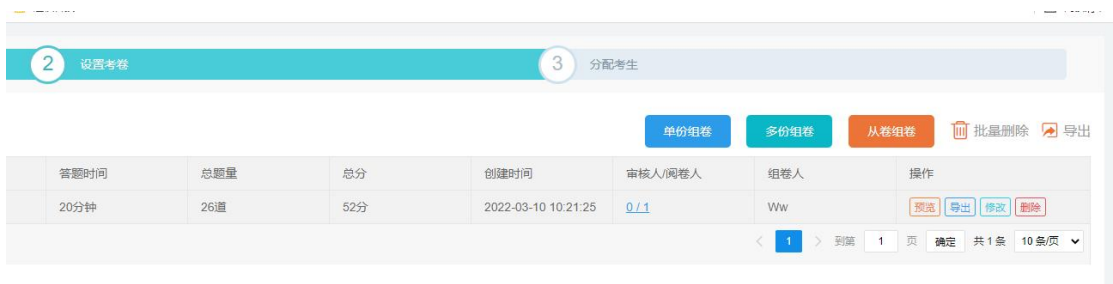 2 设置考卷 3 分配考生
单份组卷 多份组卷 从卷组卷 批量删除 导出
答题时间 总题量 总分 创建时间 审核人/阅卷人 组卷人 操作
20分钟 26道 52分 2022-03-10 10:21:25 0 / 1 Ww 预览 导出 修改 删除
< 1 > 到第 1 页 确定 共1条 10条/页